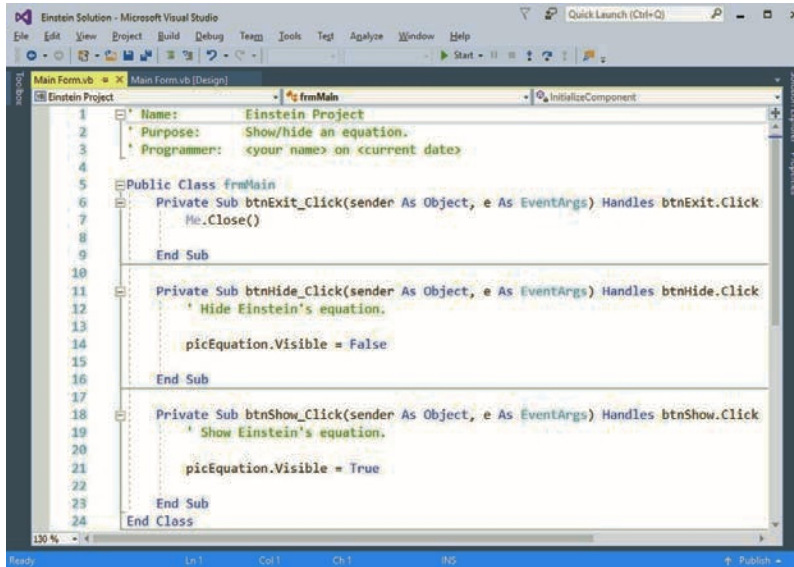 Einstein Solution - Microsoft Visual Studio
Quick Launch (Ctrl+Q)
File Edit View Project Build Debug Team Tools Test Analyze Window Help
Start
Toolbox
Main Form.vb Main Form.vb [Design]
Einstein Project frmMain InitializeComponent
1 ' Name: Einstein Project
2 ' Purpose: Show/hide an equation.
3 ' Programmer: <your name> on <current date>
4
5 Public Class frmMain
6 Private Sub btnExit_Click(sender As Object, e As EventArgs) Handles btnExit.Click
7 Me.Close()
8
9 End Sub
10
11 Private Sub btnHide_Click(sender As Object, e As EventArgs) Handles btnHide.Click
12 ' Hide Einstein's equation.
13
14 picEquation.Visible = False
15
16 End Sub
17
18 Private Sub btnShow_Click(sender As Object, e As EventArgs) Handles btnShow.Click
19 ' Show Einstein's equation.
20
21 picEquation.Visible = True
22
23 End Sub
24 End Class
130 %
Ready Ln 1 Col 1 Ch 1 INS Publish